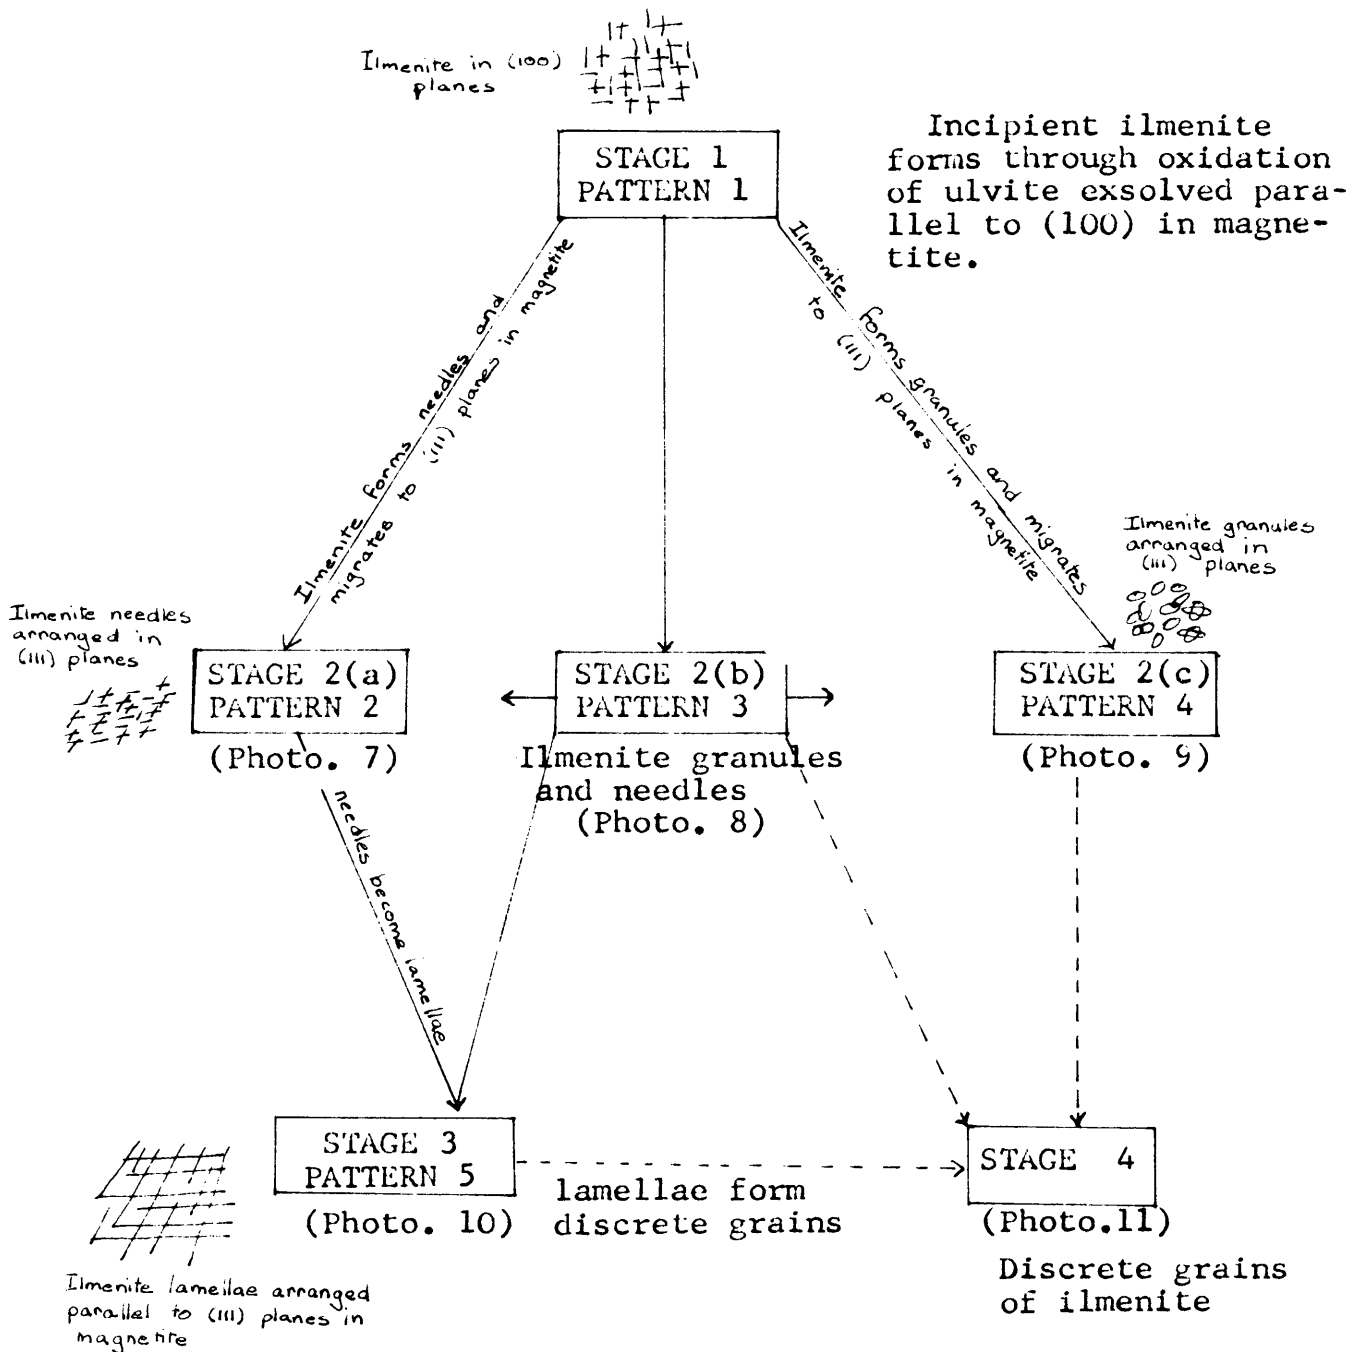 Ilmenite in (100)
planes
STAGE 1
PATTERN 1
Incipient ilmenite
forms through oxidation
of ulvite exsolved para-
llel to (100) in magne-
tite.
Ilmenite forms needles and
migrates to (111) planes in magnetite
Ilmenite forms granules and migrates
to (111) planes in magnetite
Ilmenite needles
arranged in
(111) planes
Ilmenite granules
arranged in
(111) planes
STAGE 2(a)
PATTERN 2
(Photo. 7)
STAGE 2(b)
PATTERN 3
Ilmenite granules
and needles
(Photo. 8)
STAGE 2(c)
PATTERN 4
(Photo. 9)
needles become lamellae
STAGE 3
PATTERN 5
(Photo. 10)
lamellae form
discrete grains
STAGE 4
(Photo.11)
Discrete grains
of ilmenite
Ilmenite lamellae arranged
parallel to (111) planes in
magnetite